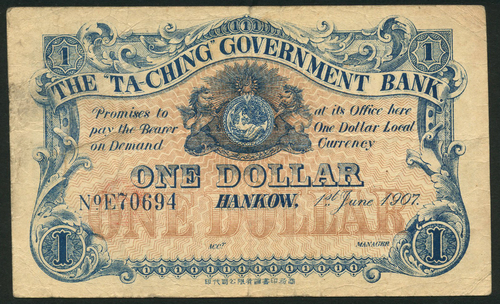 1 1
THE "TA-CHING" GOVERNMENT BANK.
Promises to at its Office here
pay the Bearer One Dollar Local
on Demand Currency
ONE DOLLAR
No E70694 HANKOW. 1st June 1907.
ONE DOLLAR
ACCT MANAGER
1 1